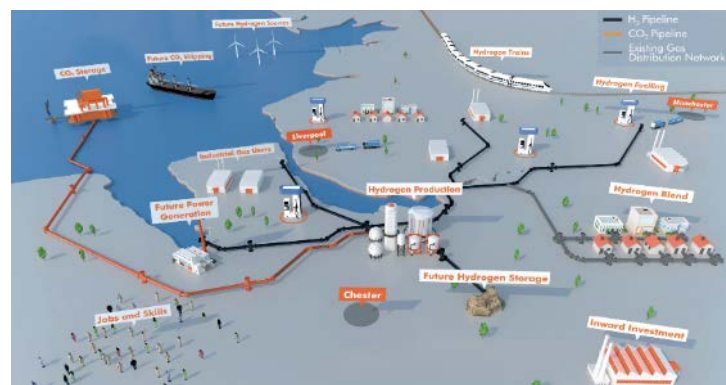 Future Hydrogen Sources
H₂ Pipeline
CO₂ Pipeline
Existing Gas
Distribution Network
CO₂ Storage
Future CO₂ Shipping
Hydrogen Trains
Hydrogen Fuelling
Manchester
Liverpool
Industrial Gas Users
Hydrogen Production
Hydrogen Blend
Future Power
Generation
Future Hydrogen Storage
Chester
Jobs and Skills
Inward Investment